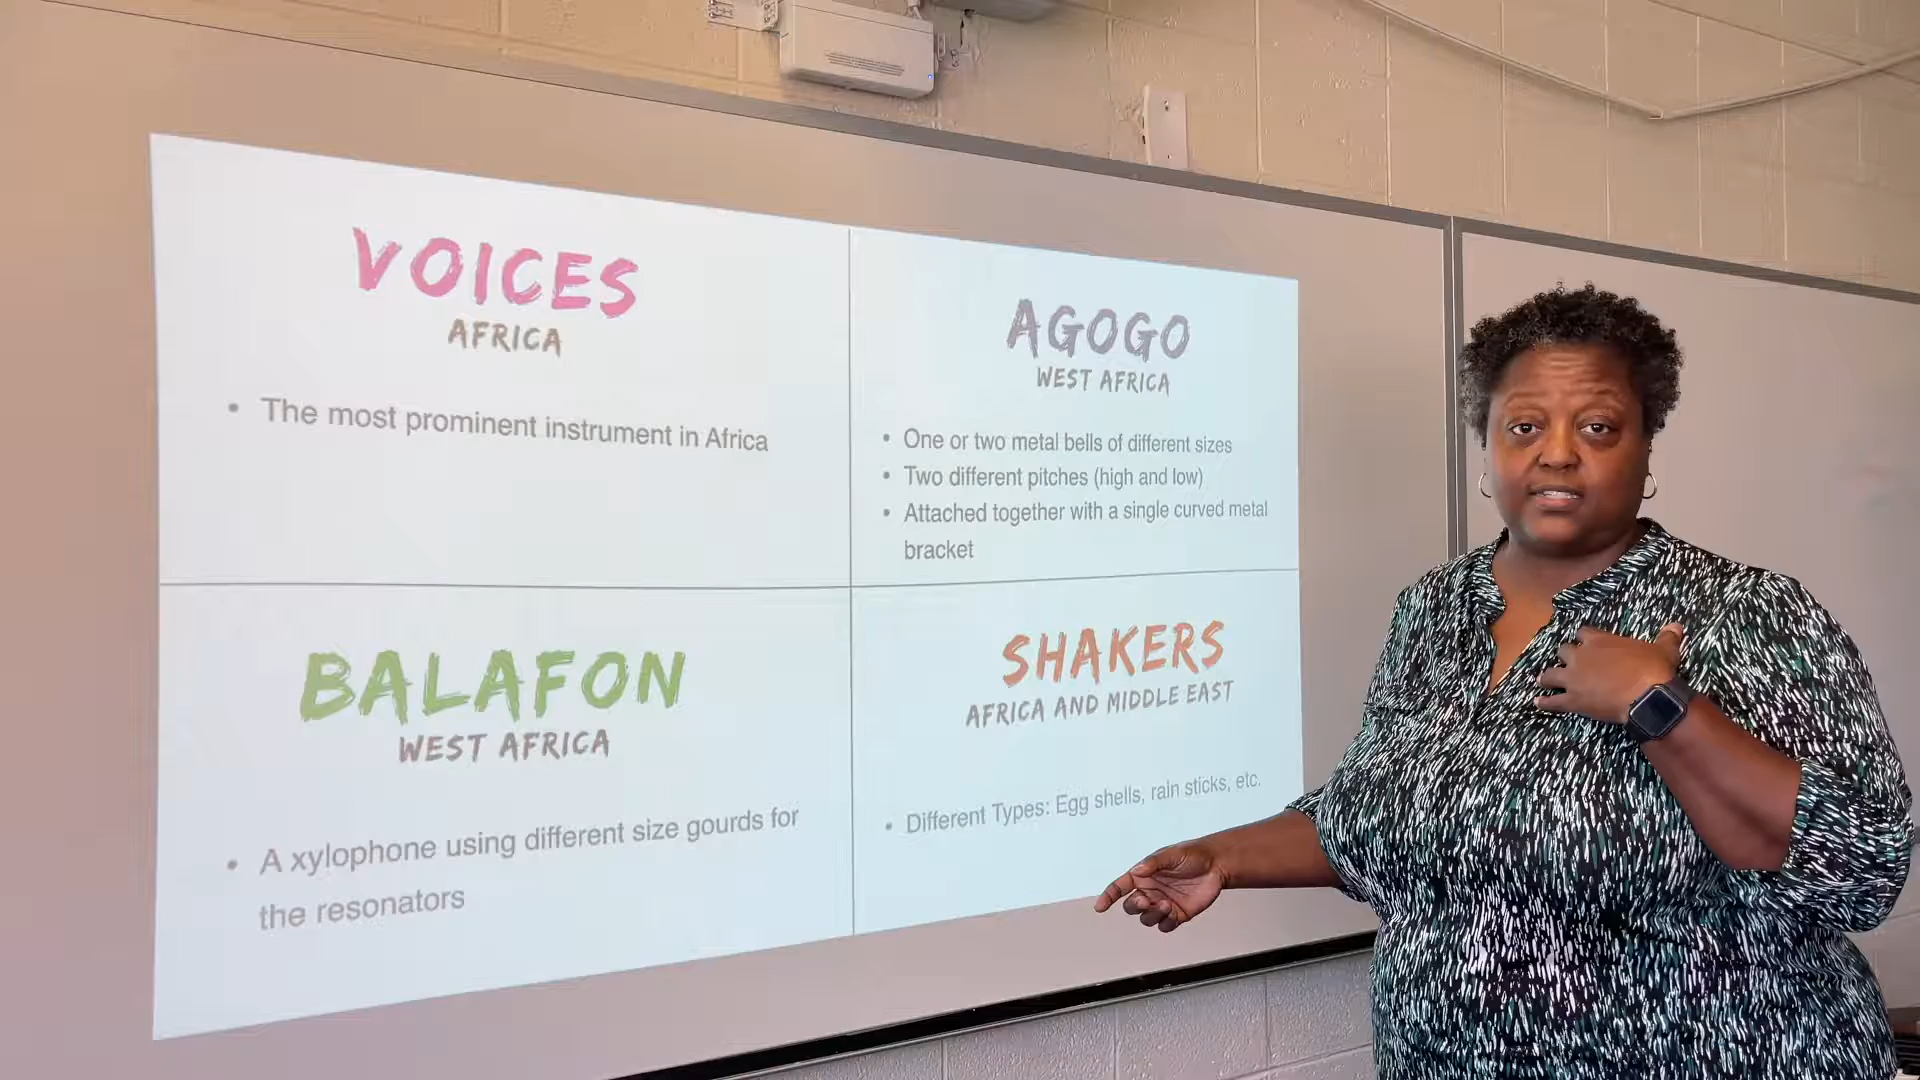 VOICES
AFRICA
• The most prominent instrument in Africa
AGOGO
WEST AFRICA
• One or two metal bells of different sizes
• Two different pitches (high and low)
• Attached together with a single curved metal
bracket
BALAFON
WEST AFRICA
• A xylophone using different size gourds for
the resonators
SHAKERS
AFRICA AND MIDDLE EAST
• Different Types: Egg shells, rain sticks, etc.